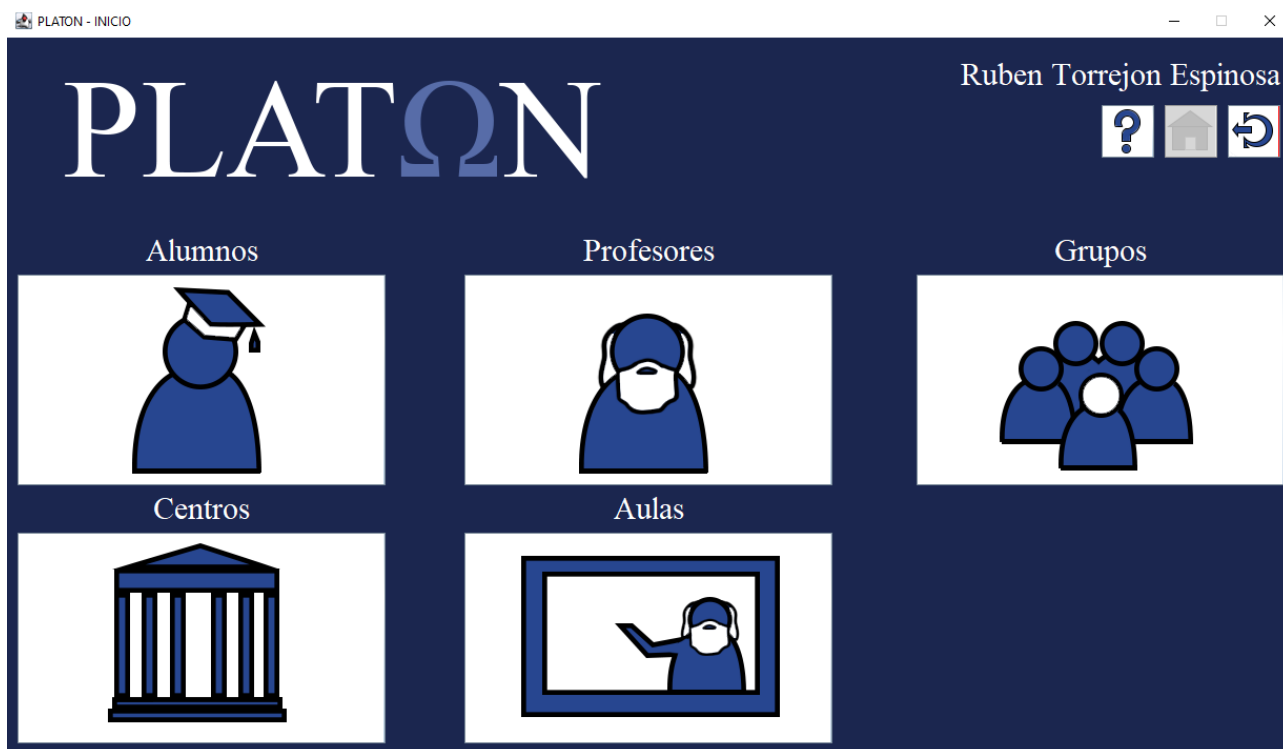 PLATON - INICIO
PLATΩN
Ruben Torrejon Espinosa
?
Alumnos
Profesores
Grupos
Centros
Aulas